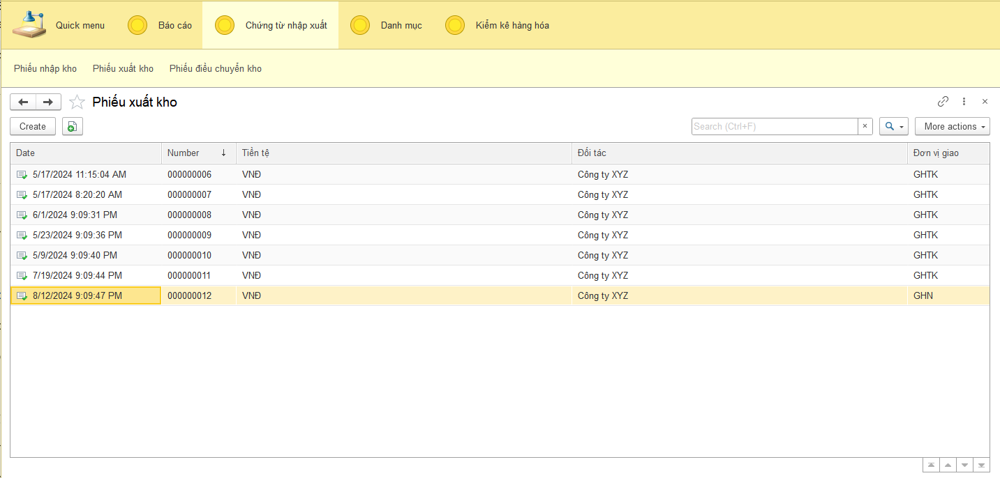 Quick menu Báo cáo Chứng từ nhập xuất Danh mục Kiểm kê hàng hóa
Phiếu nhập kho Phiếu xuất kho Phiếu điều chuyển kho
Phiếu xuất kho
Create Search (Ctrl+F) × More actions
Date Number ↓ Tiền tệ Đối tác Đơn vị giao
5/17/2024 11:15:04 AM 000000006 VNĐ Công ty XYZ GHTK
5/17/2024 8:20:20 AM 000000007 VNĐ Công ty XYZ GHTK
6/1/2024 9:09:31 PM 000000008 VNĐ Công ty XYZ GHTK
5/23/2024 9:09:36 PM 000000009 VNĐ Công ty XYZ GHTK
5/9/2024 9:09:40 PM 000000010 VNĐ Công ty XYZ GHTK
7/19/2024 9:09:44 PM 000000011 VNĐ Công ty XYZ GHTK
8/12/2024 9:09:47 PM 000000012 VNĐ Công ty XYZ GHN